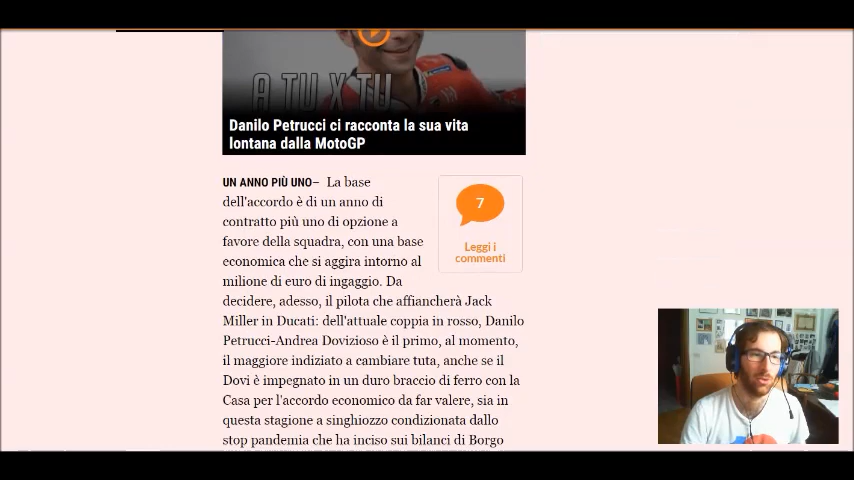 A TU X TU
Danilo Petrucci ci racconta la sua vita
lontana dalla MotoGP
UN ANNO PIÙ UNO– La base
dell'accordo è di un anno di
contratto più uno di opzione a
favore della squadra, con una base
economica che si aggira intorno al
milione di euro di ingaggio. Da
decidere, adesso, il pilota che affiancherà Jack
Miller in Ducati: dell'attuale coppia in rosso, Danilo
Petrucci-Andrea Dovizioso è il primo, al momento,
il maggiore indiziato a cambiare tuta, anche se il
Dovi è impegnato in un duro braccio di ferro con la
Casa per l'accordo economico da far valere, sia in
questa stagione a singhiozzo condizionata dallo
stop pandemia che ha inciso sui bilanci di Borgo
7
Leggi i
commenti